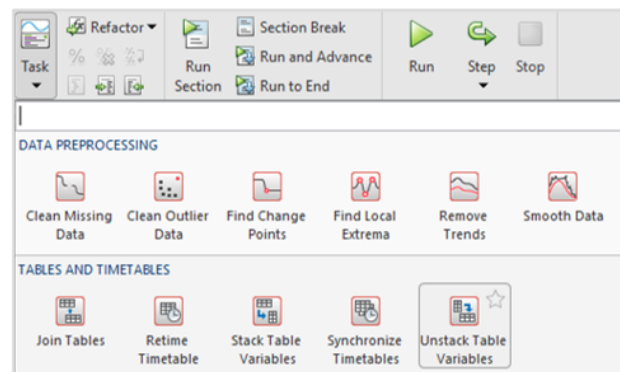 Task
Refactor
Run
Section
Section Break
Run and Advance
Run to End
Run
Step
Stop
DATA PREPROCESSING
Clean Missing
Data
Clean Outlier
Data
Find Change
Points
Find Local
Extrema
Remove
Trends
Smooth Data
TABLES AND TIMETABLES
Join Tables
Retime
Timetable
Stack Table
Variables
Synchronize
Timetables
Unstack Table
Variables